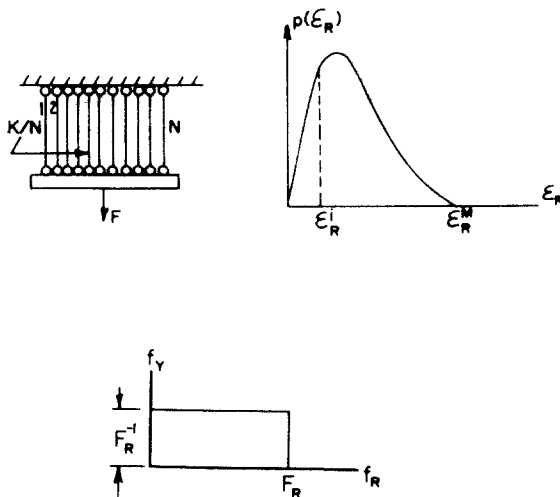 1 2
K/N
N
F
p(ε_R)
ε_R^i
ε_R^M
ε_R
f_Y
F_R^-1
F_R
f_R